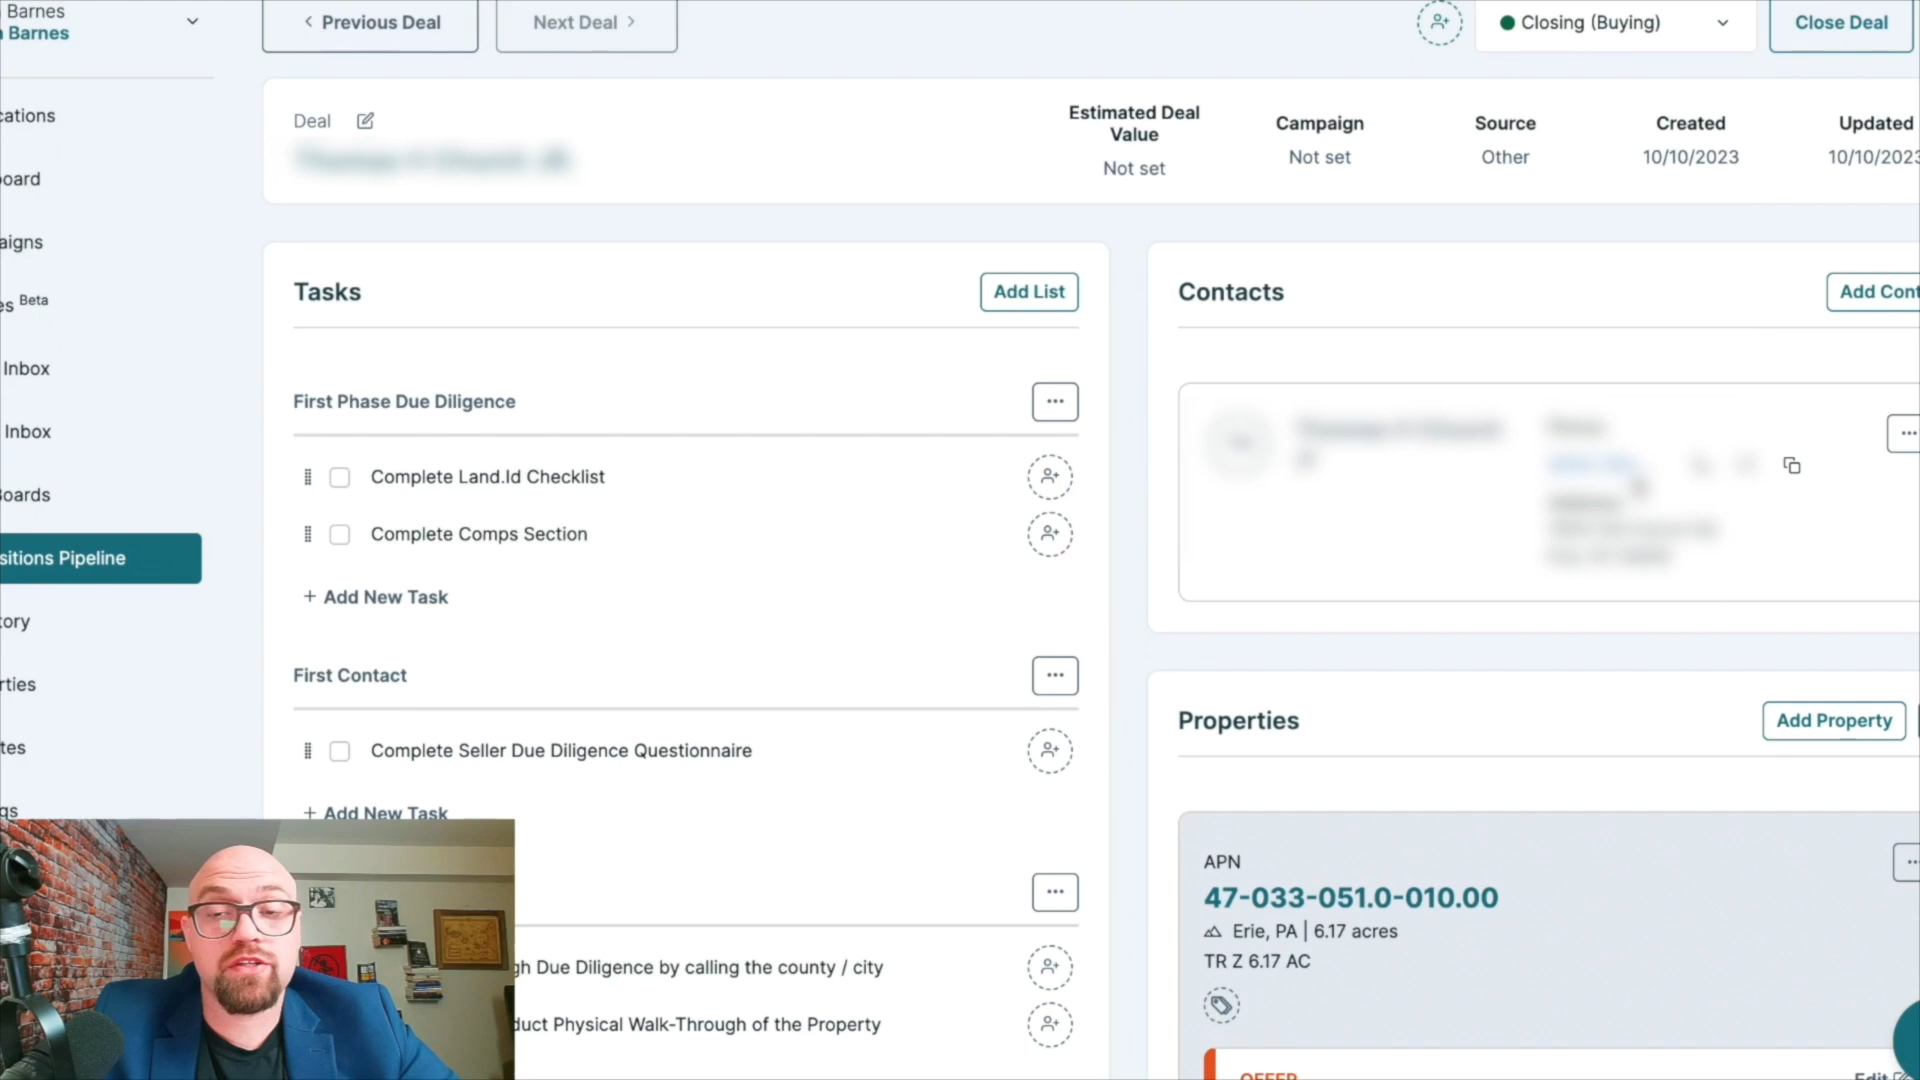 Barnes
Barnes
Previous Deal
Next Deal
Closing (Buying)
Close Deal
cations
oard
aigns
es Beta
Inbox
Inbox
Boards
sitions Pipeline
tory
rties
tes
gs
Deal
Estimated Deal
Value
Not set
Campaign
Not set
Source
Other
Created
10/10/2023
Updated
10/10/2023
Tasks
Add List
First Phase Due Diligence
Complete Land.Id Checklist
Complete Comps Section
+ Add New Task
First Contact
Complete Seller Due Diligence Questionnaire
+ Add New Task
gh Due Diligence by calling the county / city
duct Physical Walk-Through of the Property
Contacts
Add Cont
Properties
Add Property
APN
47-033-051.0-010.00
Erie, PA | 6.17 acres
TR Z 6.17 AC
OFFER
Edit